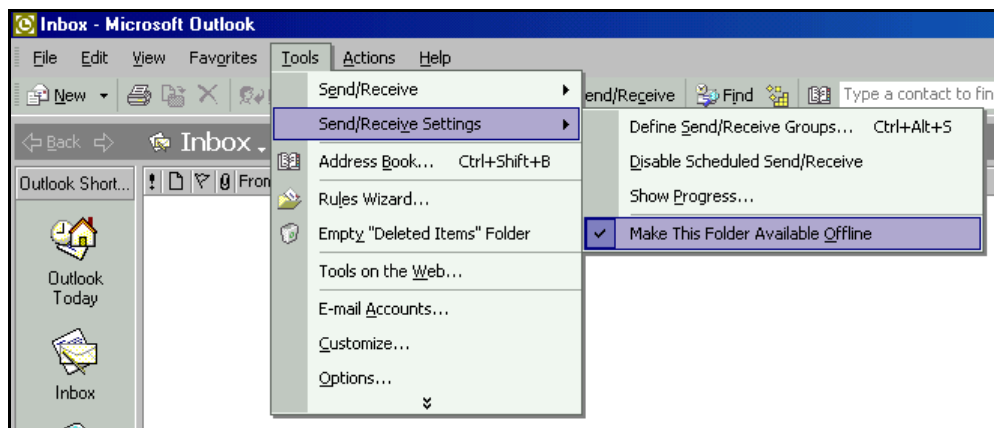 Inbox - Microsoft Outlook
File Edit View Favorites Tools Actions Help
New end/Receive Find Type a contact to fin
Back Inbox
Outlook Short... ! Fron
Outlook
Today
Inbox
Send/Receive
Send/Receive Settings
Address Book... Ctrl+Shift+B
Rules Wizard...
Empty "Deleted Items" Folder
Tools on the Web...
E-mail Accounts...
Customize...
Options...
Define Send/Receive Groups... Ctrl+Alt+S
Disable Scheduled Send/Receive
Show Progress...
Make This Folder Available Offline